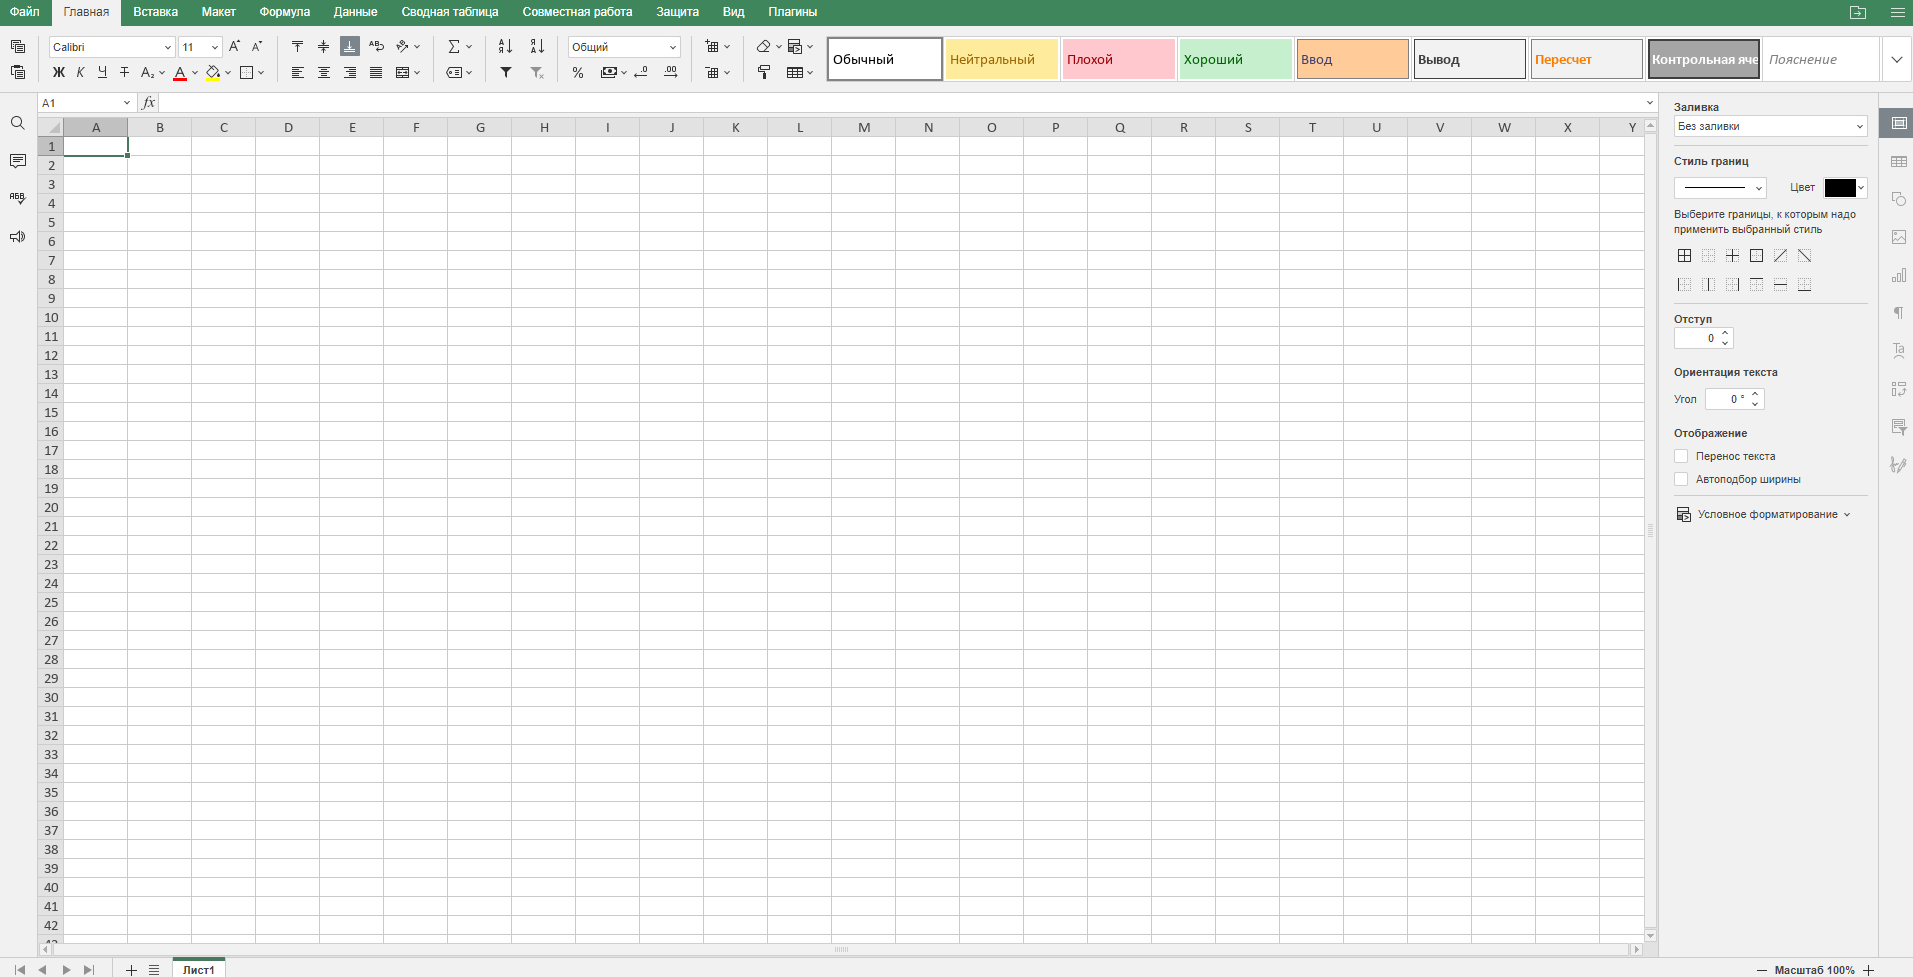 Файл Главная Вставка Макет Формула Данные Сводная таблица Совместная работа Защита Вид Плагины
Calibri 11 Общий
Ж К Ч
Обычный Нейтральный Плохой Хороший Ввод Вывод Пересчет Контрольная яче Пояснение
A1 fx
A B C D E F G H I J K L M N O P Q R S T U V W X Y
1
2
3
4
5
6
7
8
9
10
11
12
13
14
15
16
17
18
19
20
21
22
23
24
25
26
27
28
29
30
31
32
33
34
35
36
37
38
39
40
41
42
43
Заливка
Без заливки
Стиль границ
Цвет
Выберите границы, к которым надо
применить выбранный стиль
Отступ
0
Ориентация текста
Угол 0 °
Отображение
Перенос текста
Автоподбор ширины
Условное форматирование
Лист1
Масштаб 100%